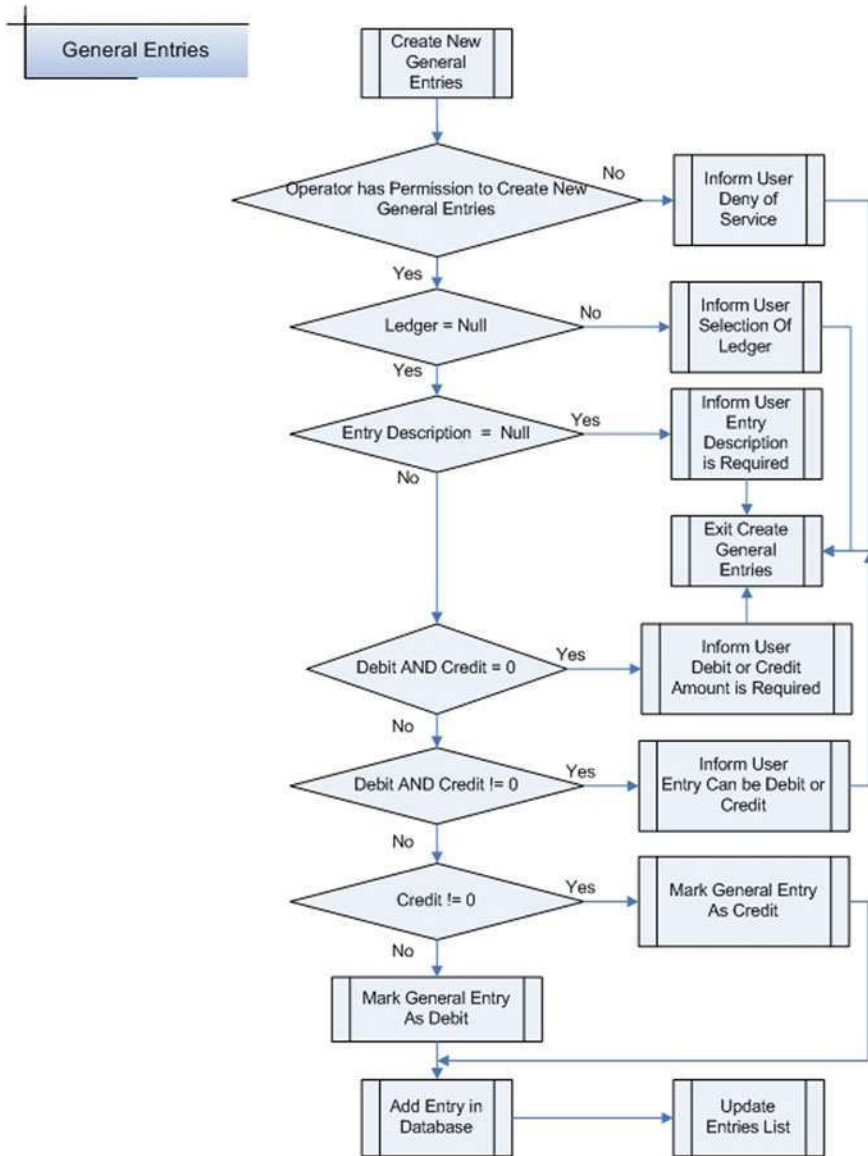 General Entries
Create New
General
Entries
Operator has Permission to Create New
General Entries
No
Inform User
Deny of
Service
Yes
Ledger = Null
No
Inform User
Selection Of
Ledger
Yes
Entry Description = Null
Yes
Inform User
Entry
Description
is Required
No
Exit Create
General
Entries
Debit AND Credit = 0
Yes
Inform User
Debit or Credit
Amount is Required
No
Debit AND Credit != 0
Yes
Inform User
Entry Can be Debit or
Credit
No
Credit != 0
Yes
Mark General Entry
As Credit
No
Mark General Entry
As Debit
Add Entry in
Database
Update
Entries List